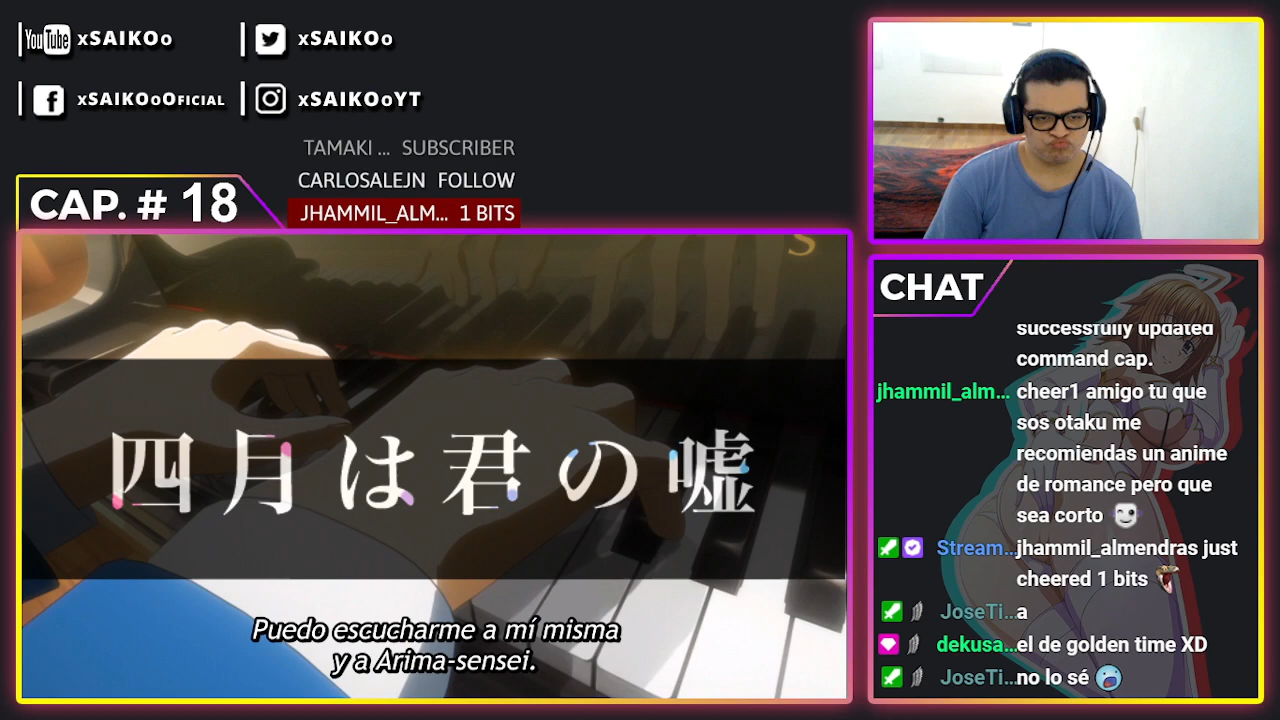 YouTube xSAIKOo
xSAIKOo
xSAIKOoOficial
xSAIKOoYT
TAMAKI ... SUBSCRIBER
CARLOSALEJN FOLLOW
JHAMMIL_ALM... 1 BITS
CAP. # 18
S
四月は君の嘘
Puedo escucharme a mí misma
y a Arima-sensei.
CHAT
successfully updated
command cap.
jhammil_alm... cheer1 amigo tu que
sos otaku me
recomiendas un anime
de romance pero que
sea corto
Stream... jhammil_almendras just
cheered 1 bits
JoseTi... a
dekusa... el de golden time XD
JoseTi... no lo sé